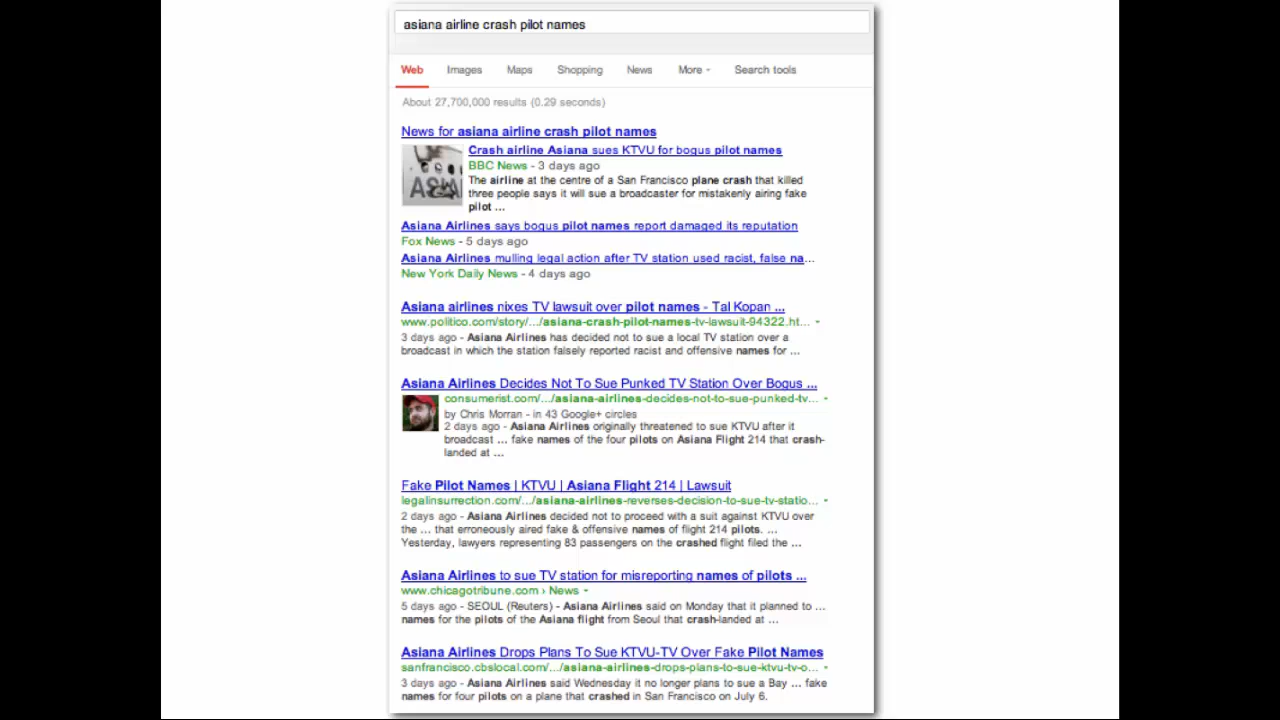 asiana airline crash pilot names
Web Images Maps Shopping News More Search tools
About 27,700,000 results (0.29 seconds)
News for asiana airline crash pilot names
Crash airline Asiana sues KTVU for bogus pilot names
BBC News - 3 days ago
The airline at the centre of a San Francisco plane crash that killed
three people says it will sue a broadcaster for mistakenly airing fake
pilot ...
Asiana Airlines says bogus pilot names report damaged its reputation
Fox News - 5 days ago
Asiana Airlines mulling legal action after TV station used racist, false na...
New York Daily News - 4 days ago
Asiana airlines nixes TV lawsuit over pilot names - Tal Kopan ...
www.politico.com/story/.../asiana-crash-pilot-names-tv-lawsuit-94322.ht...
3 days ago - Asiana Airlines has decided not to sue a local TV station over a
broadcast in which the station falsely reported racist and offensive names for ...
Asiana Airlines Decides Not To Sue Punked TV Station Over Bogus ...
consumerist.com/.../asiana-airlines-decides-not-to-sue-punked-tv...
by Chris Morran - in 43 Google+ circles
2 days ago - Asiana Airlines originally threatened to sue KTVU after it
broadcast ... fake names of the four pilots on Asiana Flight 214 that crash-
landed at ...
Fake Pilot Names | KTVU | Asiana Flight 214 | Lawsuit
legalinsurrection.com/.../asiana-airlines-reverses-decision-to-sue-tv-statio...
2 days ago - Asiana Airlines decided not to proceed with a suit against KTVU over
the ... that erroneously aired fake & offensive names of flight 214 pilots. ...
Yesterday, lawyers representing 83 passengers on the crashed flight filed the ...
Asiana Airlines to sue TV station for misreporting names of pilots ...
www.chicagotribune.com › News
5 days ago - SEOUL (Reuters) - Asiana Airlines said on Monday that it planned to ...
names for the pilots of the Asiana flight from Seoul that crash-landed at ...
Asiana Airlines Drops Plans To Sue KTVU-TV Over Fake Pilot Names
sanfrancisco.cbslocal.com/.../asiana-airlines-drops-plans-to-sue-ktvu-tv-o...
3 days ago - Asiana Airlines said Wednesday it no longer plans to sue a Bay ... fake
names for four pilots on a plane that crashed in San Francisco on July 6.